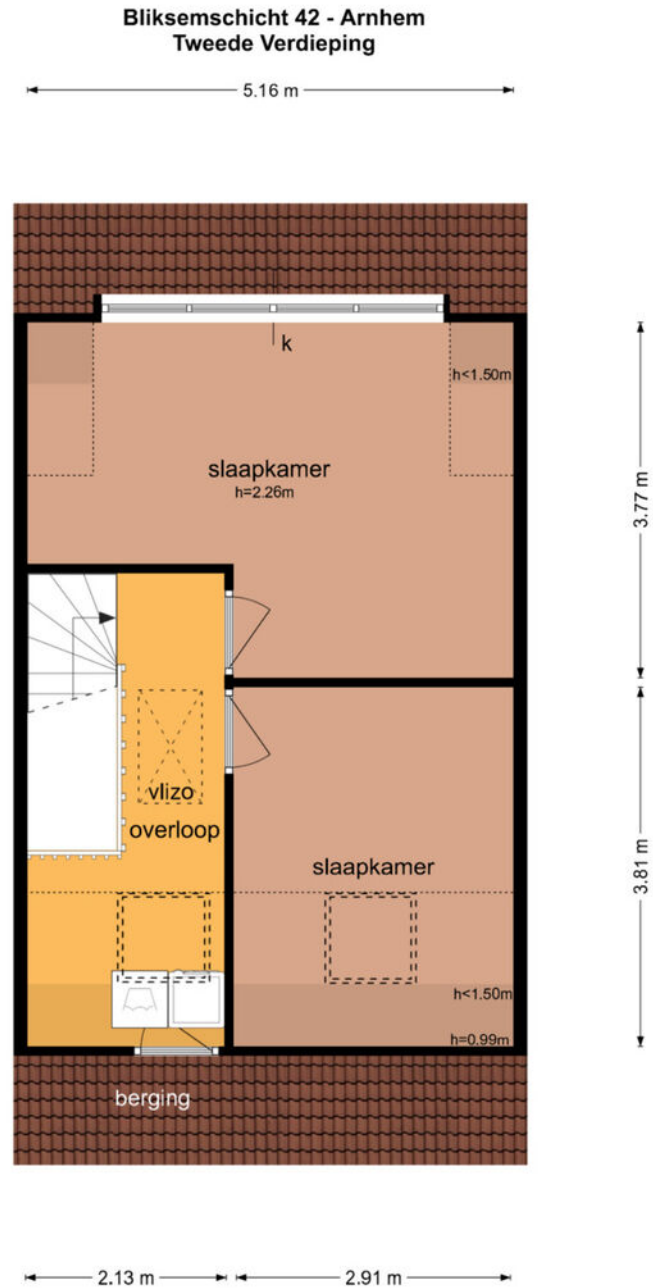 Bliksemschicht 42 - Arnhem
Tweede Verdieping
5.16 m
k
h<1.50m
slaapkamer
h=2.26m
3.77 m
vlizo
overloop
slaapkamer
3.81 m
h<1.50m
h=0.99m
berging
2.13 m
2.91 m